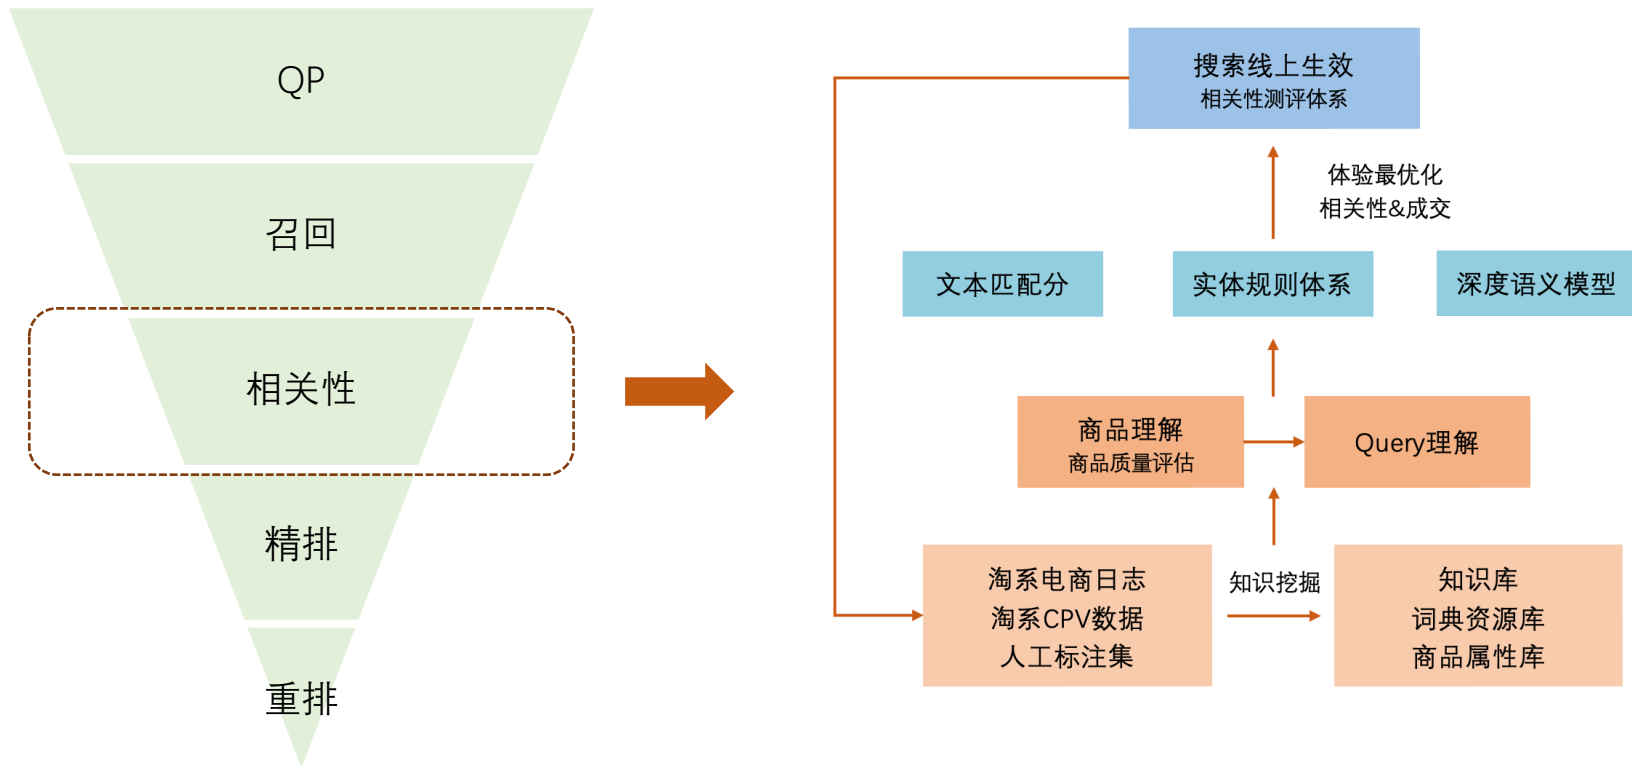 QP
召回
相关性
精排
重排
搜索线上生效
相关性测评体系
体验最优化
相关性&成交
文本匹配分
实体规则体系
深度语义模型
商品理解
商品质量评估
Query理解
淘系电商日志
淘系CPV数据
人工标注集
知识挖掘
知识库
词典资源库
商品属性库